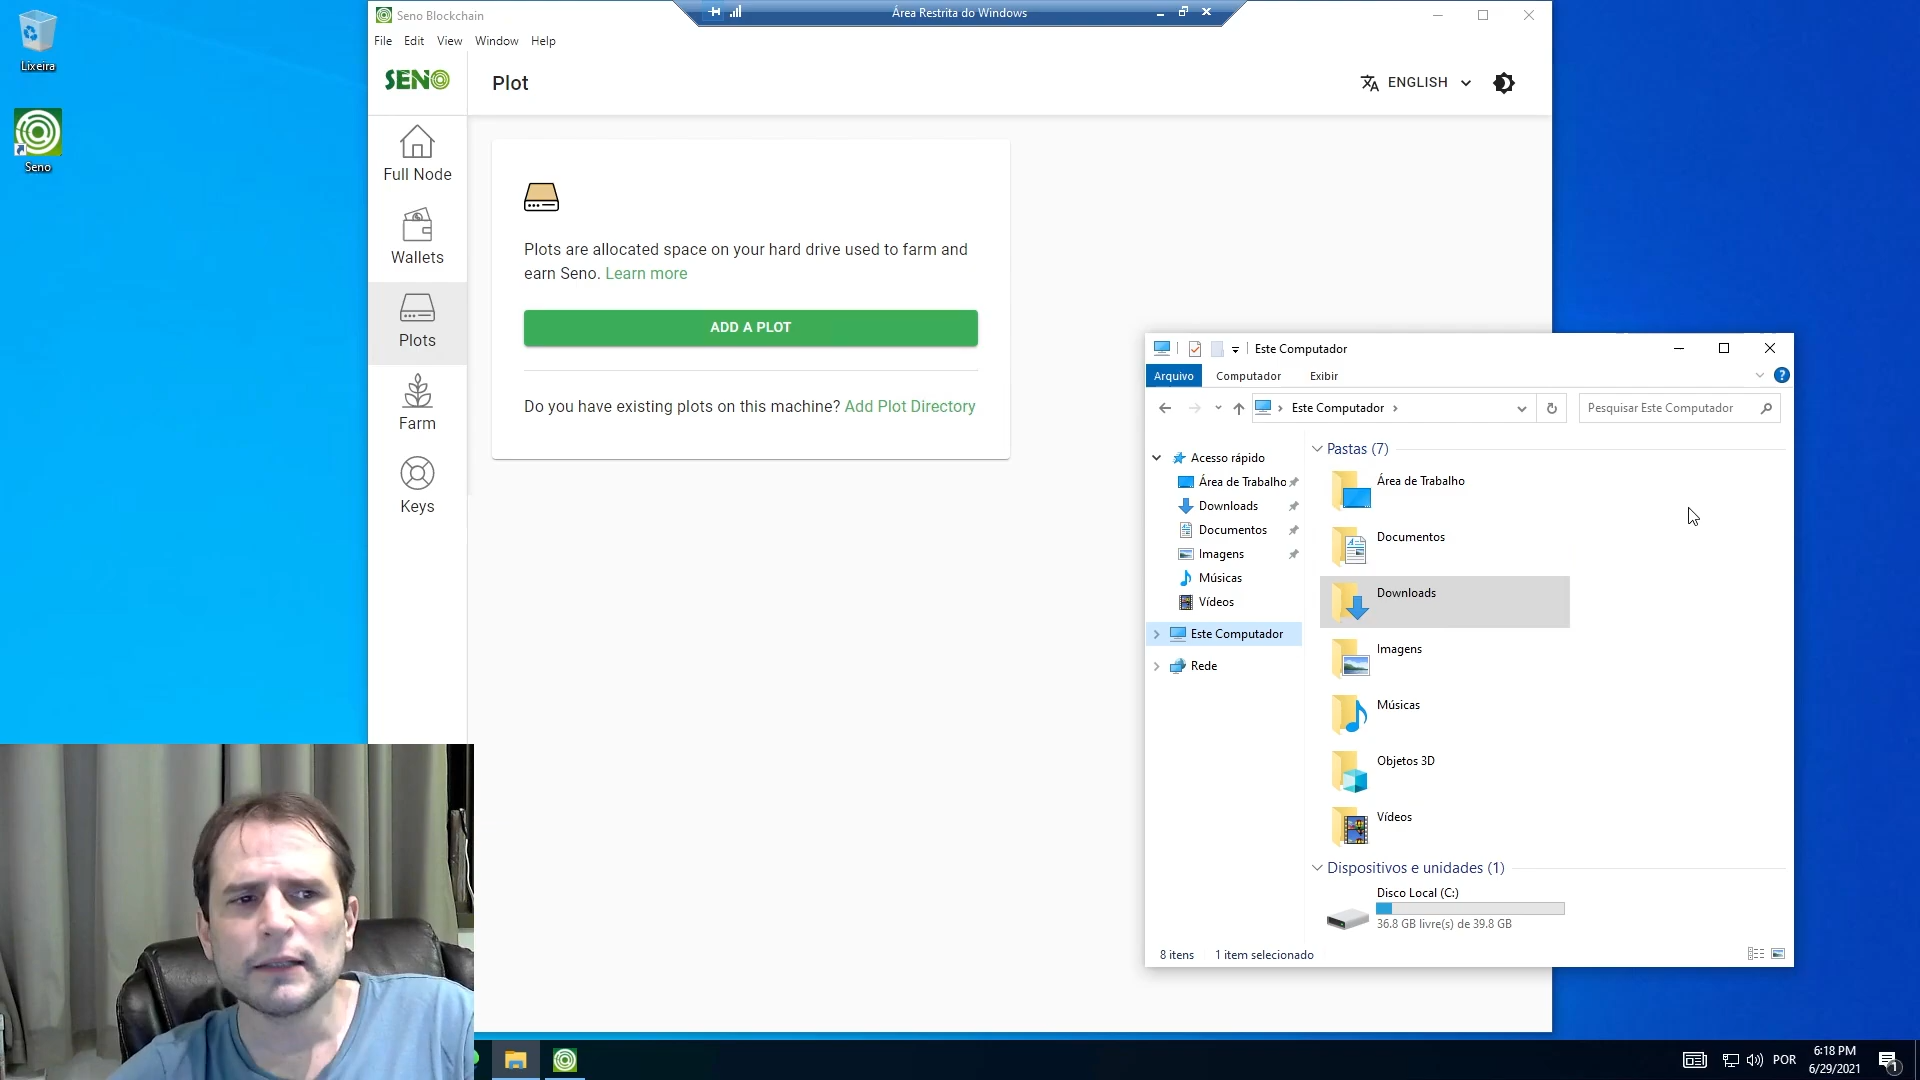 Lixeira
Seno
Seno Blockchain
Área Restrita do Windows
File Edit View Window Help
SENO
Plot
ENGLISH
Full Node
Wallets
Plots
Farm
Keys
Plots are allocated space on your hard drive used to farm and
earn Seno. Learn more
ADD A PLOT
Do you have existing plots on this machine? Add Plot Directory
Este Computador
Arquivo Computador Exibir
Este Computador
Pesquisar Este Computador
Acesso rápido
Área de Trabalho
Downloads
Documentos
Imagens
Músicas
Vídeos
Este Computador
Rede
Pastas (7)
Área de Trabalho
Documentos
Downloads
Imagens
Músicas
Objetos 3D
Vídeos
Dispositivos e unidades (1)
Disco Local (C:)
36.8 GB livre(s) de 39.8 GB
8 itens 1 item selecionado
POR
6:18 PM
6/29/2021
1